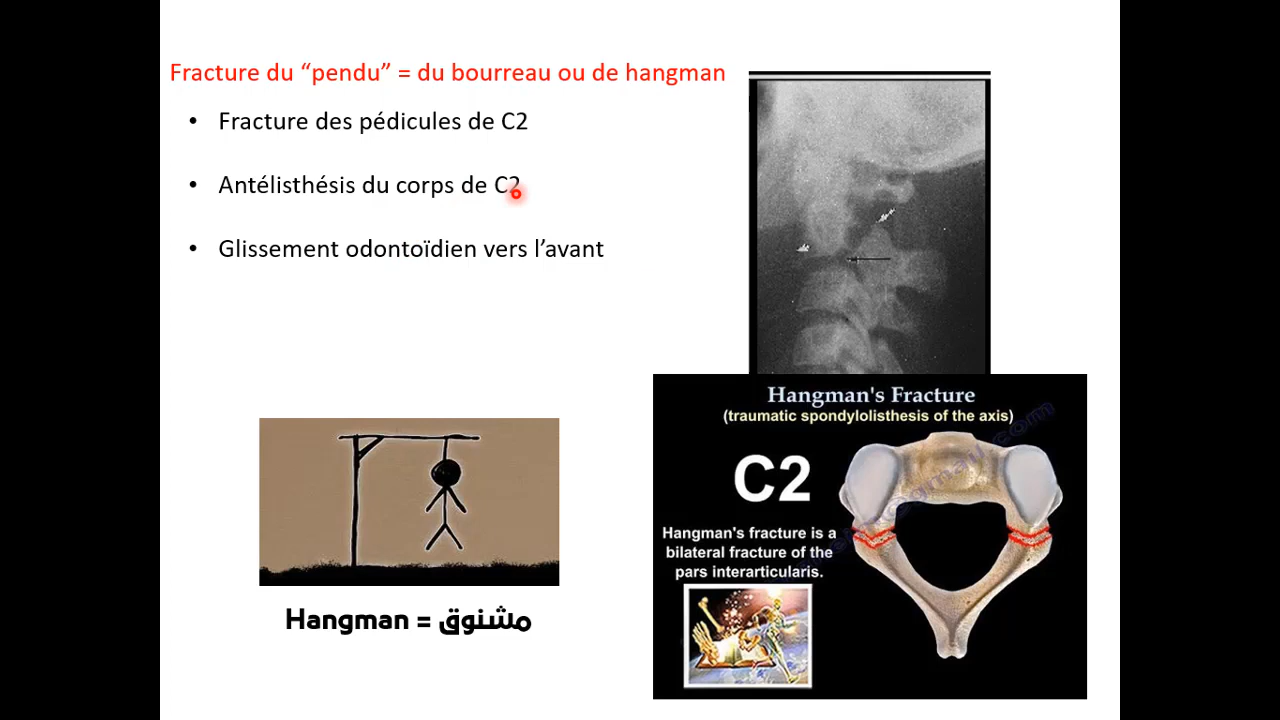 Fracture du “pendu” = du bourreau ou de hangman
• Fracture des pédicules de C2
• Antélisthésis du corps de C2
• Glissement odontoïdien vers l’avant
Hangman's Fracture
(traumatic spondylolisthesis of the axis)
C2
Hangman's fracture is a
bilateral fracture of the
pars interarticularis.
Hangman = مشنوق